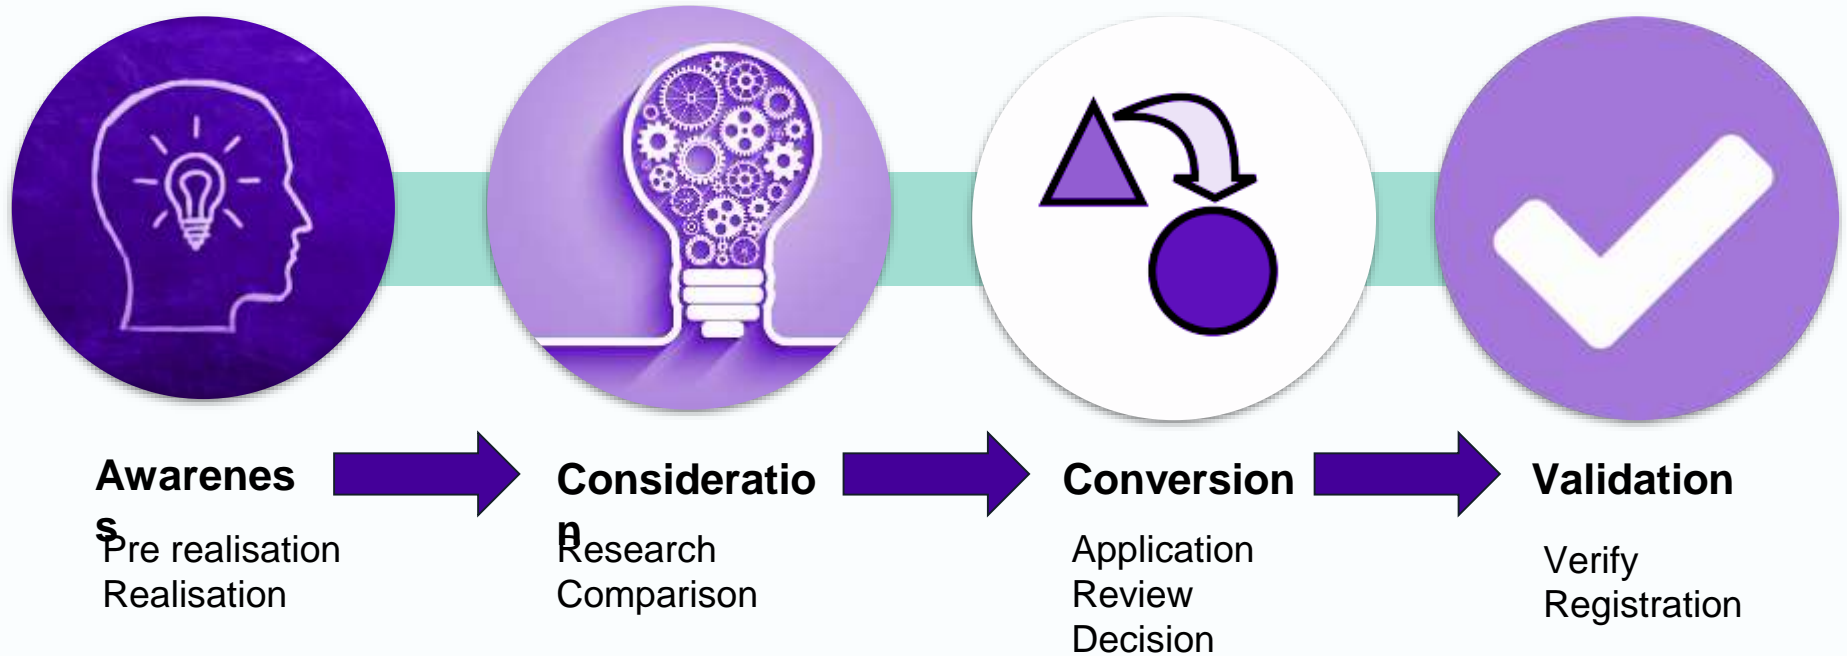 Awarenes
s
Pre realisation
Realisation
Consideratio
n
Research
Comparison
Conversion
Application
Review
Decision
Validation
Verify
Registration